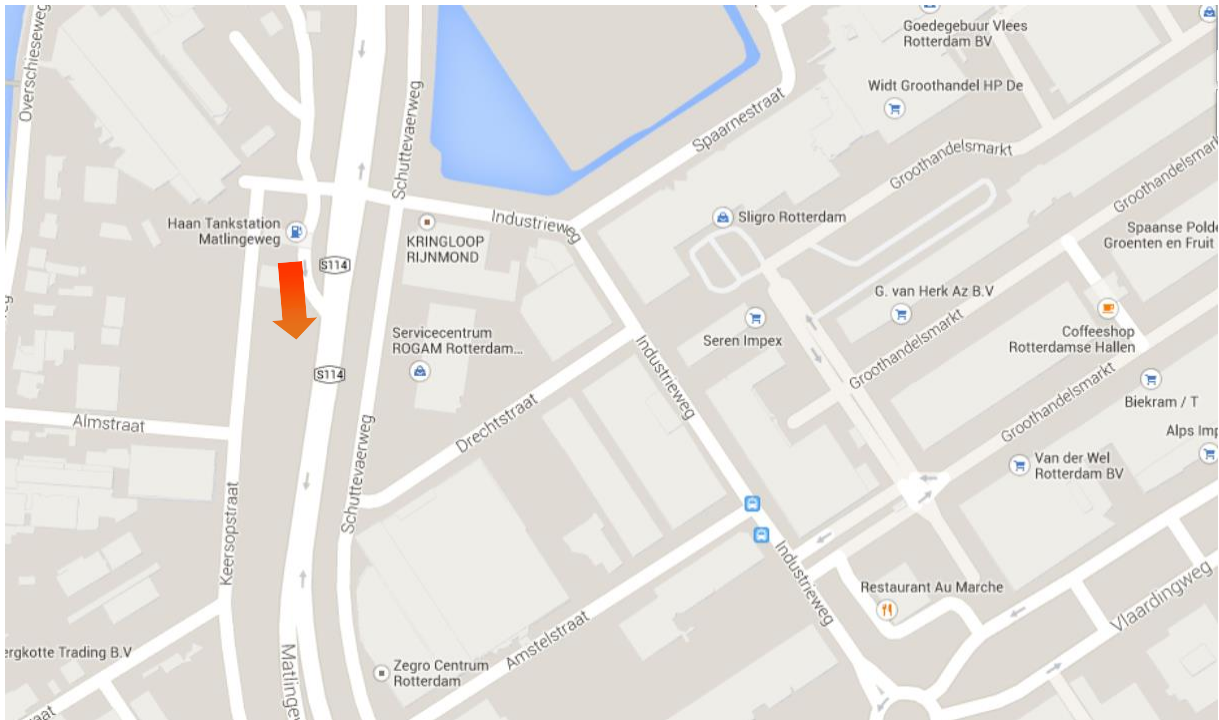 Goedegebuur Vlees
Rotterdam BV
Overschieseweg
Widt Groothandel HP De
Schuttevaerweg
Spaarnestraat
Groothandelsmarkt
Groothandelsmarkt
Haan Tankstation
Matlingeweg
Industrieweg
Sligro Rotterdam
KRINGLOOP
RIJNMOND
Spaanse Polde
Groenten en Fruit
S114
G. van Herk Az B.V
Servicecentrum
ROGAM Rotterdam...
Seren Impex
Coffeeshop
Rotterdamse Hallen
Groothandelsmarkt
Industrieweg
S114
Biekram / T
Almstraat
Drechtstraat
Groothandelsmarkt
Alps Imp
Van der Wel
Rotterdam BV
Schuttevaerweg
Keersopstraat
Industrieweg
Restaurant Au Marche
Vlaardingweg
Amstelstraat
ergkotte Trading B.V
Zegro Centrum
Rotterdam
Matlingew
aat